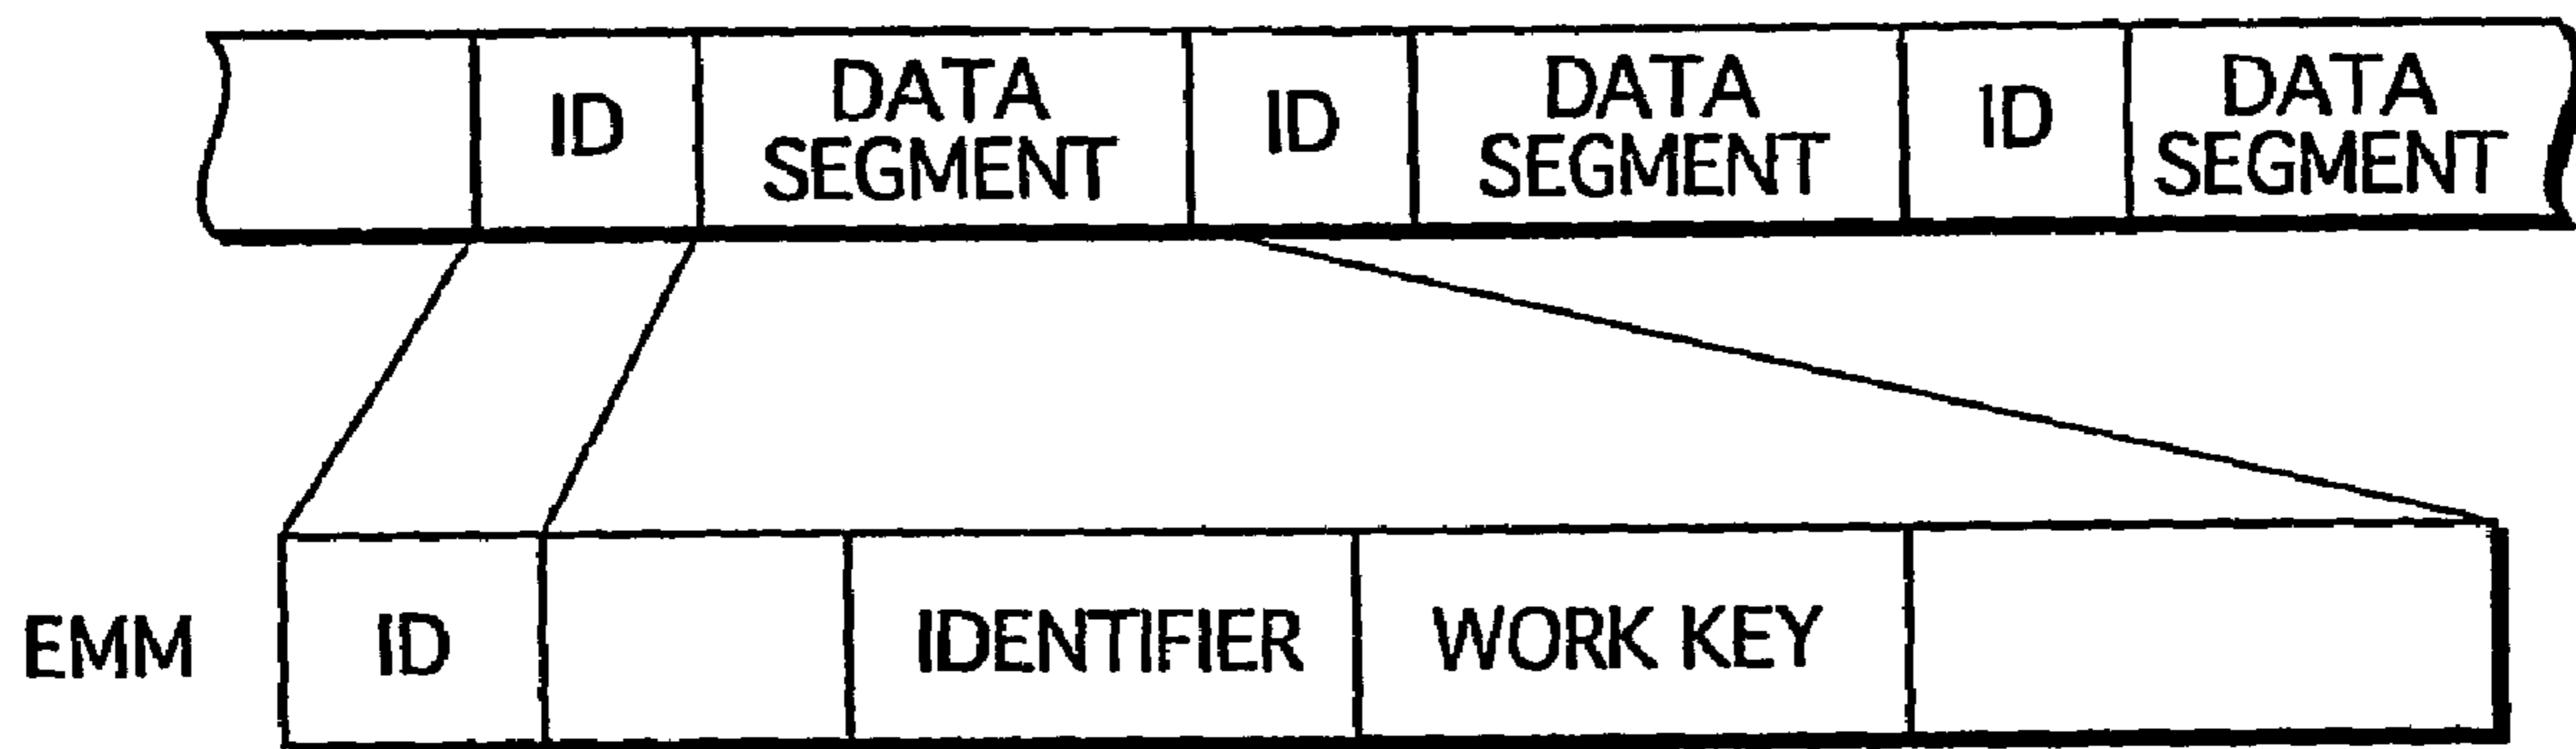 ID
DATA
SEGMENT
ID
DATA
SEGMENT
ID
DATA
SEGMENT
EMM
ID
IDENTIFIER
WORK KEY